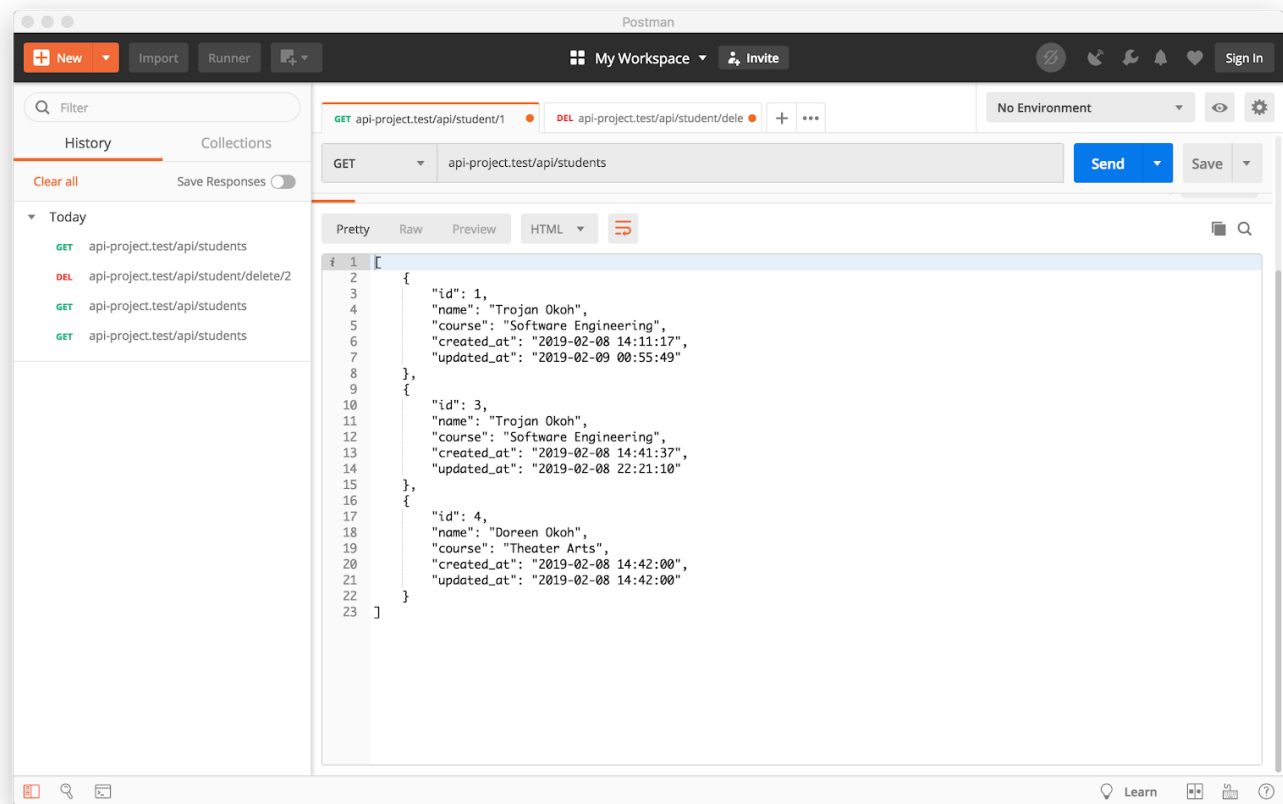 Postman
New
Import
Runner
My Workspace
Invite
Sign In
Filter
History
Collections
Clear all
Save Responses
Today
GET api-project.test/api/students
DEL api-project.test/api/student/delete/2
GET api-project.test/api/students
GET api-project.test/api/students
GET api-project.test/api/student/1
DEL api-project.test/api/student/dele
+
•••
No Environment
GET
api-project.test/api/students
Send
Save
Pretty
Raw
Preview
HTML
i 1 [
2 {
3 "id": 1,
4 "name": "Trojan Okoh",
5 "course": "Software Engineering",
6 "created_at": "2019-02-08 14:11:17",
7 "updated_at": "2019-02-09 00:55:49"
8 },
9 {
10 "id": 3,
11 "name": "Trojan Okoh",
12 "course": "Software Engineering",
13 "created_at": "2019-02-08 14:41:37",
14 "updated_at": "2019-02-08 22:21:10"
15 },
16 {
17 "id": 4,
18 "name": "Doreen Okoh",
19 "course": "Theater Arts",
20 "created_at": "2019-02-08 14:42:00",
21 "updated_at": "2019-02-08 14:42:00"
22 }
23 ]
Learn